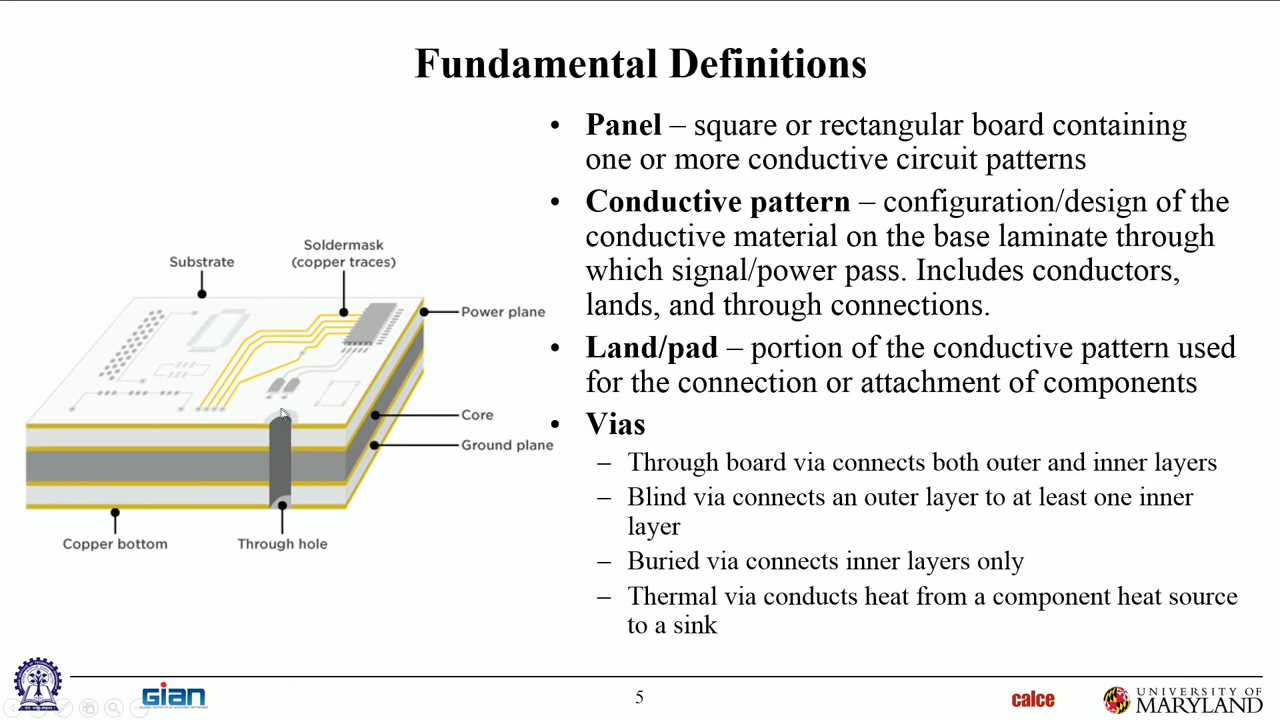 Fundamental Definitions
• Panel – square or rectangular board containing
one or more conductive circuit patterns
• Conductive pattern – configuration/design of the
conductive material on the base laminate through
which signal/power pass. Includes conductors,
lands, and through connections.
• Land/pad – portion of the conductive pattern used
for the connection or attachment of components
• Vias
– Through board via connects both outer and inner layers
– Blind via connects an outer layer to at least one inner
layer
– Buried via connects inner layers only
– Thermal via conducts heat from a component heat source
to a sink
Soldermask
(copper traces)
Substrate
Power plane
Core
Ground plane
Copper bottom
Through hole
GIAN
5
calce
UNIVERSITY OF
MARYLAND